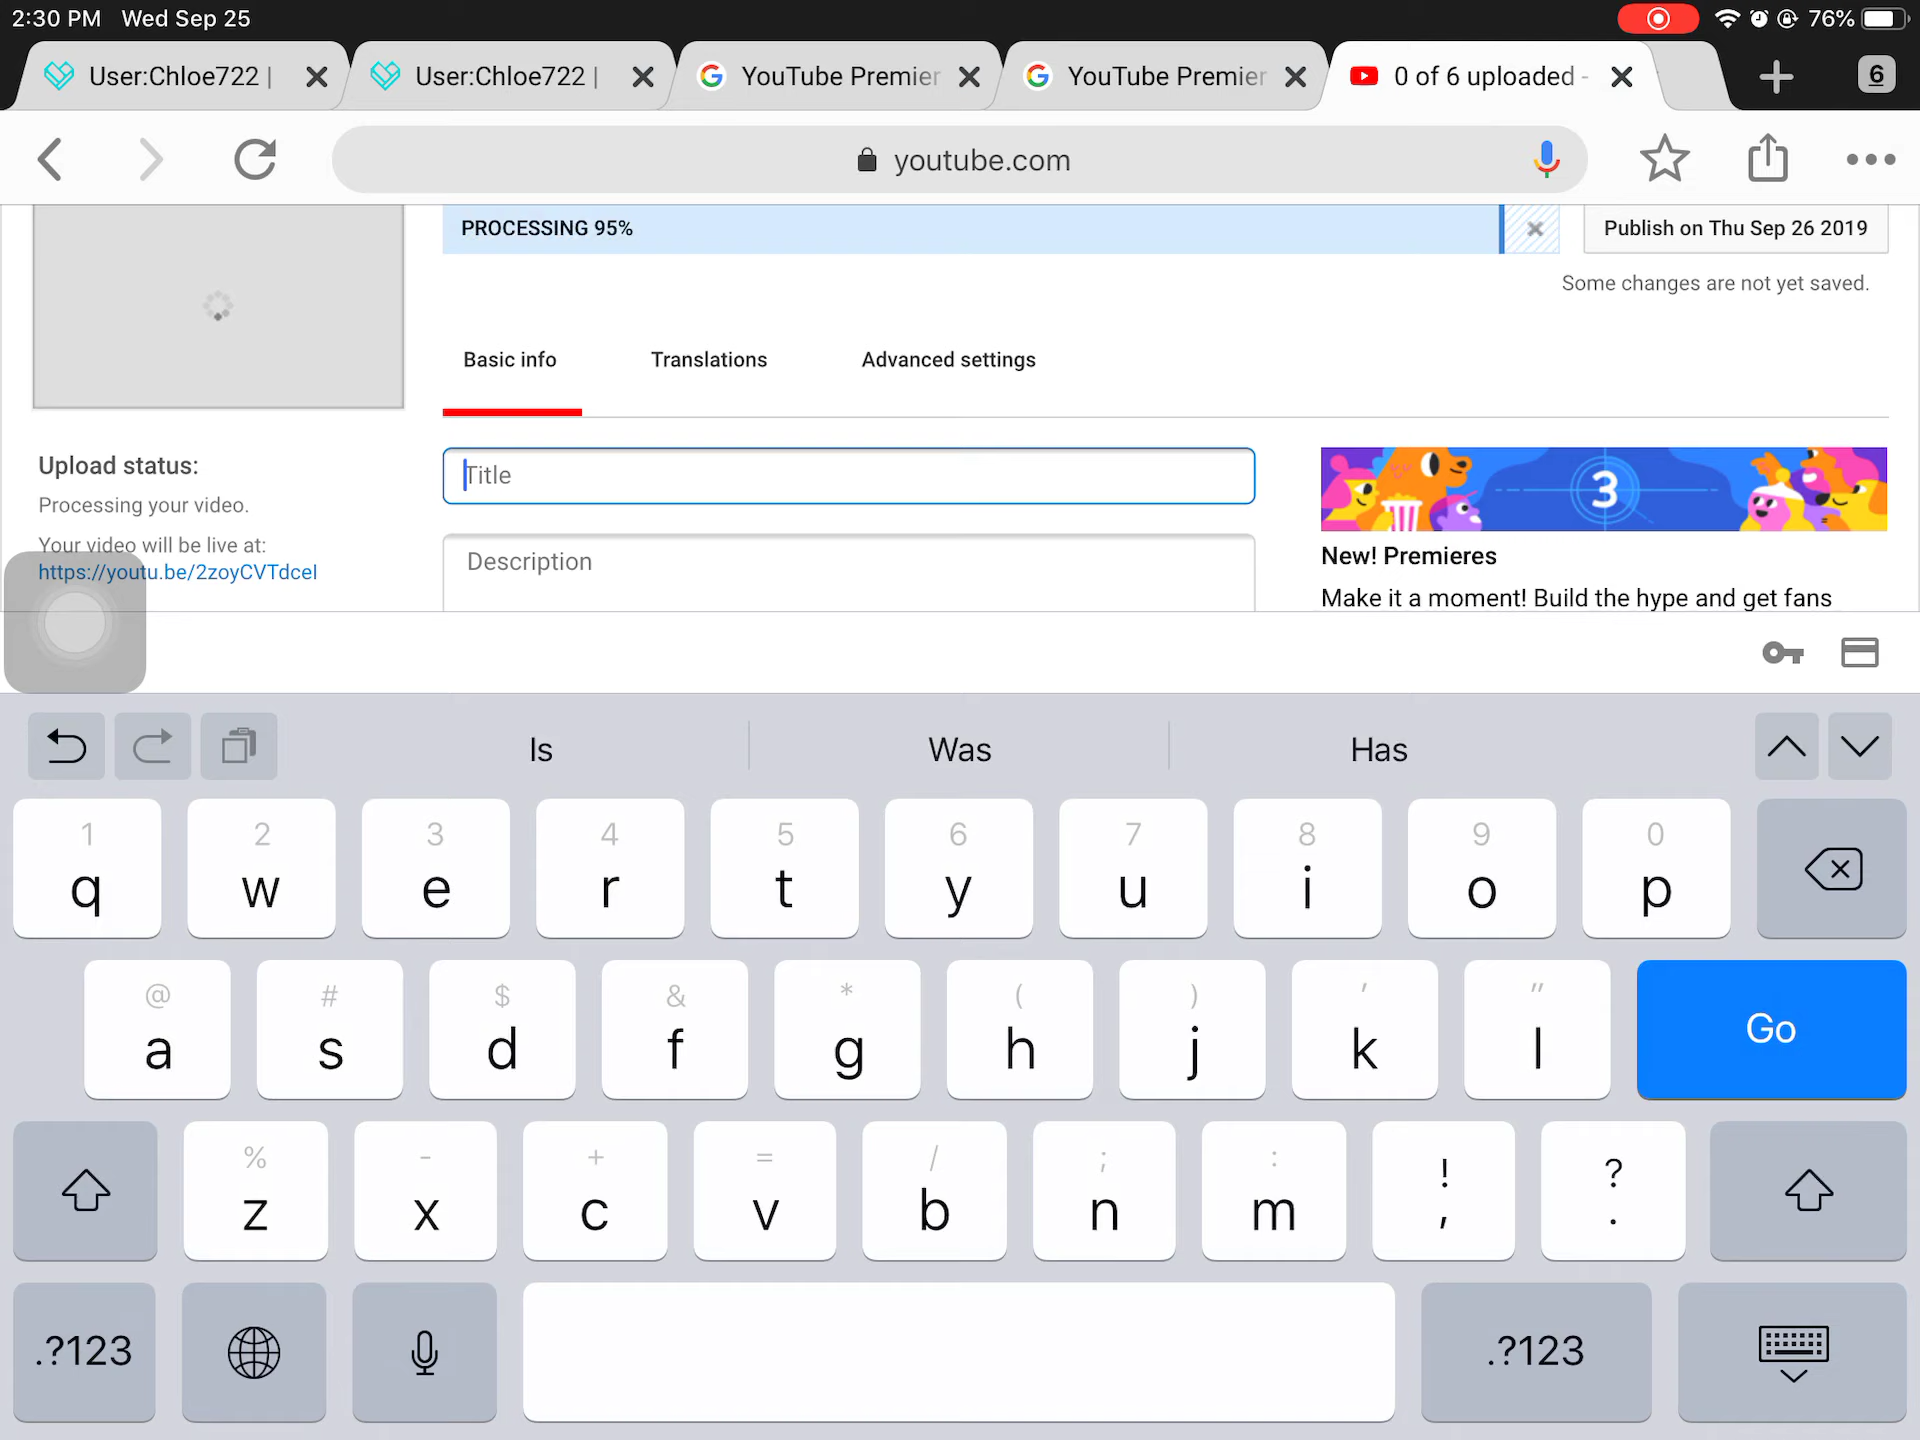 2:30 PM Wed Sep 25
76%
User:Chloe722 |
User:Chloe722 |
YouTube Premier
YouTube Premier
0 of 6 uploaded -
6
youtube.com
PROCESSING 95%
Publish on Thu Sep 26 2019
Some changes are not yet saved.
Basic info
Translations
Advanced settings
Upload status:
Processing your video.
Your video will be live at:
https://youtu.be/2zoyCVTdceI
Title
Description
3
New! Premieres
Make it a moment! Build the hype and get fans
Is
Was
Has
1 2 3 4 5 6 7 8 9 0
q w e r t y u i o p
@ # $ & * ( ) ' "
a s d f g h j k l
Go
% - + = / ; : ! ?
z x c v b n m , .
.?123
.?123